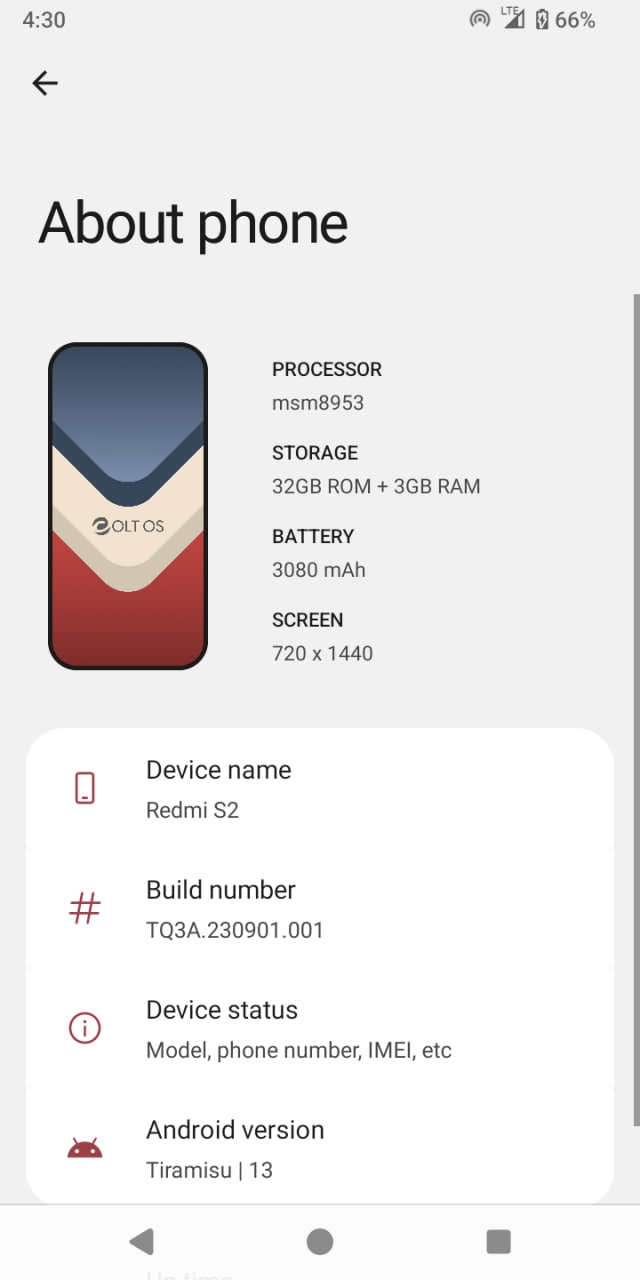 4:30
LTE
66%
About phone
OLT OS
PROCESSOR
msm8953
STORAGE
32GB ROM + 3GB RAM
BATTERY
3080 mAh
SCREEN
720 x 1440
Device name
Redmi S2
Build number
TQ3A.230901.001
Device status
Model, phone number, IMEI, etc
Android version
Tiramisu | 13
Up time